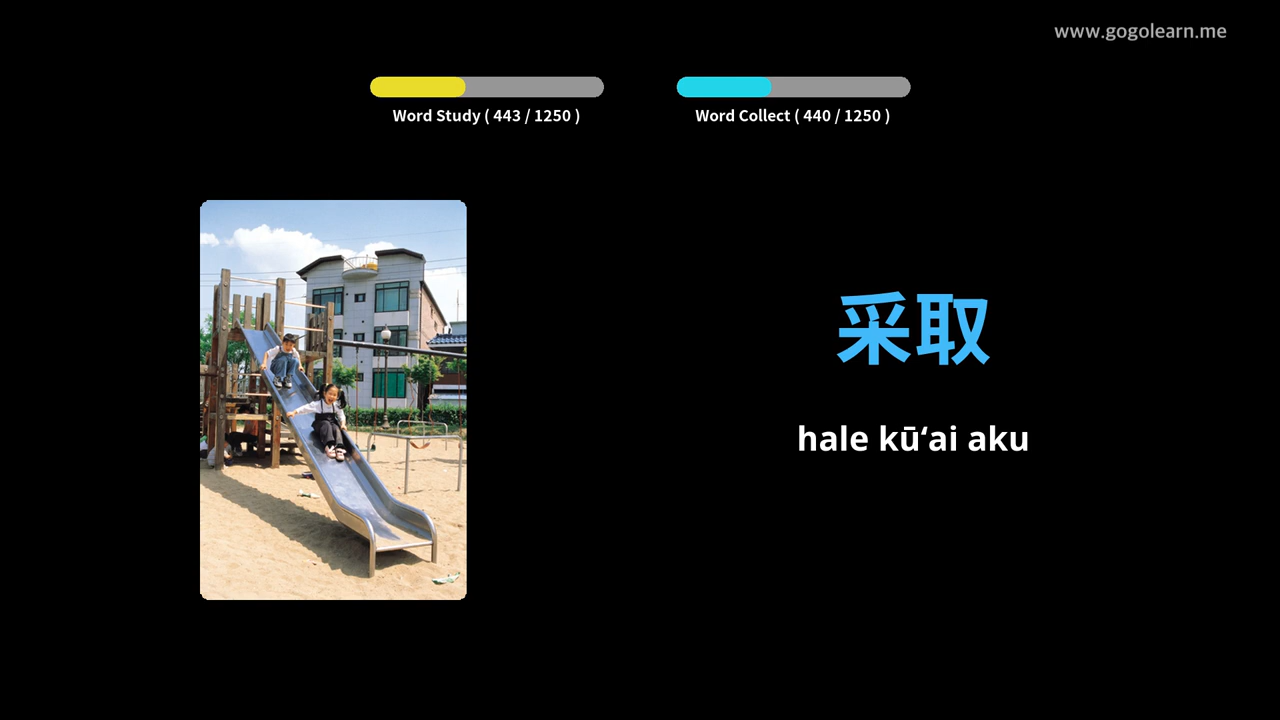 www.gogolearn.me
Word Study ( 443 / 1250 )
Word Collect ( 440 / 1250 )
采取
hale kūʻai aku